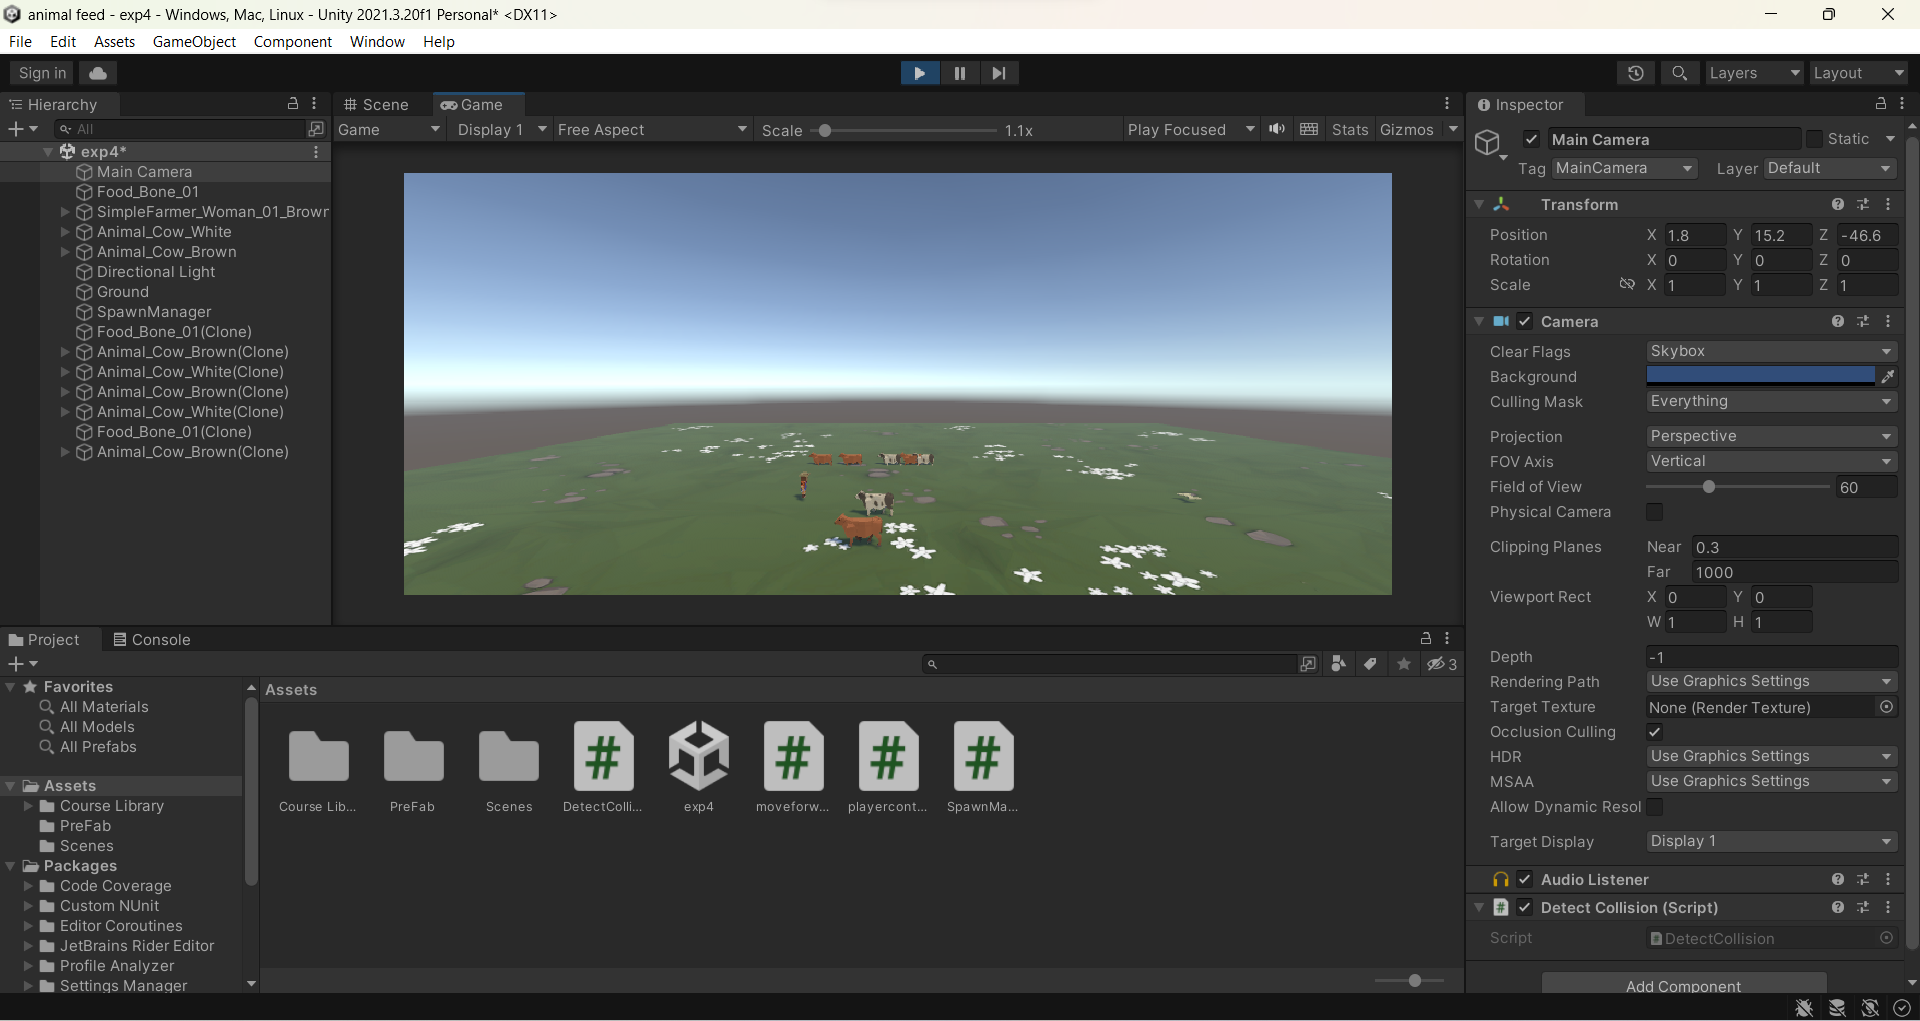 animal feed - exp4 - Windows, Mac, Linux - Unity 2021.3.20f1 Personal* <DX11>
File Edit Assets GameObject Component Window Help
Sign in Layers Layout
Hierarchy
All
exp4*
Main Camera
Food_Bone_01
SimpleFarmer_Woman_01_Brown
Animal_Cow_White
Animal_Cow_Brown
Directional Light
Ground
SpawnManager
Food_Bone_01(Clone)
Animal_Cow_Brown(Clone)
Animal_Cow_White(Clone)
Animal_Cow_Brown(Clone)
Animal_Cow_White(Clone)
Food_Bone_01(Clone)
Animal_Cow_Brown(Clone)
Scene Game
Game Display 1 Free Aspect Scale 1.1x Play Focused Stats Gizmos
Inspector
Main Camera Static
Tag MainCamera Layer Default
Transform
Position X 1.8 Y 15.2 Z -46.6
Rotation X 0 Y 0 Z 0
Scale X 1 Y 1 Z 1
Camera
Clear Flags Skybox
Background
Culling Mask Everything
Projection Perspective
FOV Axis Vertical
Field of View 60
Physical Camera
Clipping Planes Near 0.3
Far 1000
Viewport Rect X 0 Y 0
W 1 H 1
Depth -1
Rendering Path Use Graphics Settings
Target Texture None (Render Texture)
Occlusion Culling
HDR Use Graphics Settings
MSAA Use Graphics Settings
Allow Dynamic Resol
Target Display Display 1
Audio Listener
# Detect Collision (Script)
Script DetectCollision
Add Component
Project Console
3
Favorites
All Materials
All Models
All Prefabs
Assets
Course Library
PreFab
Scenes
Packages
Code Coverage
Custom NUnit
Editor Coroutines
JetBrains Rider Editor
Profile Analyzer
Settings Manager
Assets
# # # #
Course Lib... PreFab Scenes DetectColli... exp4 moveforw... playercont... SpawnMa...